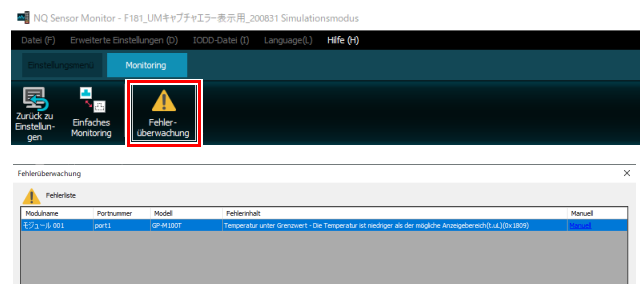 NQ Sensor Monitor - F181_UMキャプチャエラー表示用_200831 Simulationsmodus
Datei (F) Erweiterte Einstellungen (D) IODD-Datei (I) Language(L) Hilfe (H)
Einstellungsmenü Monitoring
Zurück zu
Einstellun-
gen
Einfaches
Monitoring
Fehler-
überwachung
Fehlerüberwachung
Fehlerliste
Modulname Portnummer Modell Fehlerinhalt Manuell
モジュール 001 port1 GP-M100T Temperatur unter Grenzwert - Die Temperatur ist niedriger als der mögliche Anzeigebereich(t.uL)(0x1809) Manuell